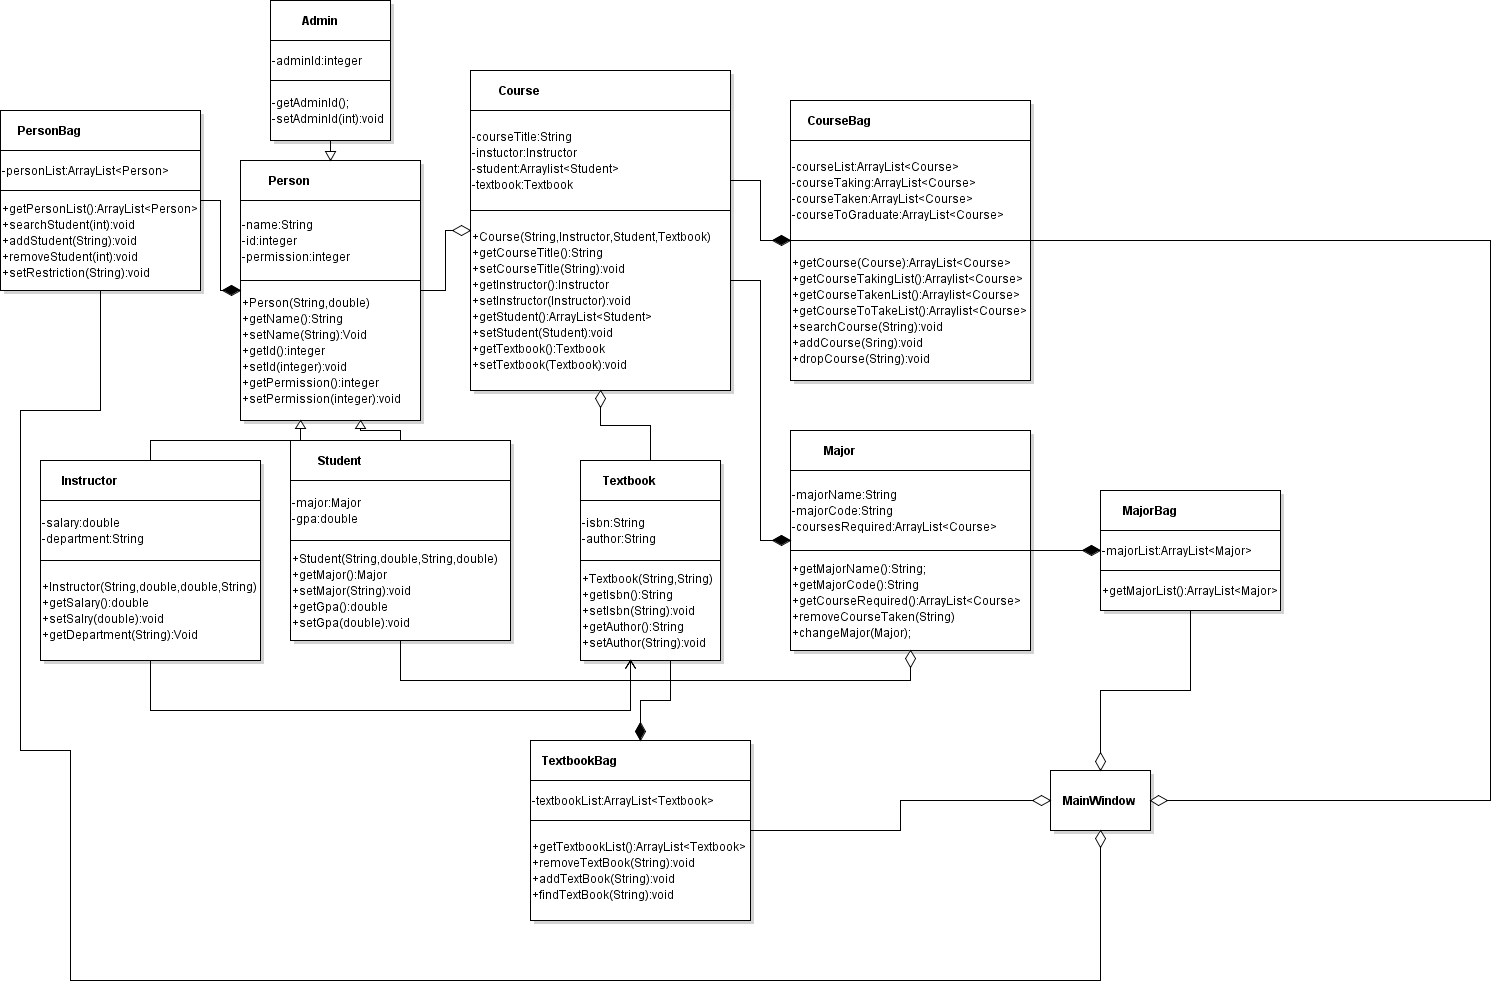 Admin
-adminId:integer
-getAdminId();
-setAdminId(int):void
PersonBag
-personList:ArrayList<Person>
+getPersonList():ArrayList<Person>
+searchStudent(int):void
+addStudent(String):void
+removeStudent(int):void
+setRestriction(String):void
Person
-name:String
-id:integer
-permission:integer
+Person(String,double)
+getName():String
+setName(String):Void
+getId():integer
+setId(integer):void
+getPermission():integer
+setPermission(integer):void
Course
-courseTitle:String
-instuctor:Instructor
-student:Arraylist<Student>
-textbook:Textbook
+Course(String,Instructor,Student,Textbook)
+getCourseTitle():String
+setCourseTitle(String):void
+getInstructor():Instructor
+setInstructor(Instructor):void
+getStudent():ArrayList<Student>
+setStudent(Student):void
+getTextbook():Textbook
+setTextbook(Textbook):void
CourseBag
-courseList:ArrayList<Course>
-courseTaking:ArrayList<Course>
-courseTaken:ArrayList<Course>
-courseToGraduate:ArrayList<Course>
+getCourse(Course):ArrayList<Course>
+getCourseTakingList():Arraylist<Course>
+getCourseTakenList():Arraylist<Course>
+getCourseToTakeList():Arraylist<Course>
+searchCourse(String):void
+addCourse(Sring):void
+dropCourse(String):void
Instructor
-salary:double
-department:String
+Instructor(String,double,double,String)
+getSalary():double
+setSalry(double):void
+getDepartment(String):Void
Student
-major:Major
-gpa:double
+Student(String,double,String,double)
+getMajor():Major
+setMajor(String):void
+getGpa():double
+setGpa(double):void
Textbook
-isbn:String
-author:String
+Textbook(String,String)
+getIsbn():String
+setIsbn(String):void
+getAuthor():String
+setAuthor(String):void
Major
-majorName:String
-majorCode:String
-coursesRequired:ArrayList<Course>
+getMajorName():String;
+getMajorCode():String
+getCourseRequired():ArrayList<Course>
+removeCourseTaken(String)
+changeMajor(Major);
MajorBag
-majorList:ArrayList<Major>
+getMajorList():ArrayList<Major>
TextbookBag
-textbookList:ArrayList<Textbook>
+getTextbookList():ArrayList<Textbook>
+removeTextBook(String):void
+addTextBook(String):void
+findTextBook(String):void
MainWindow